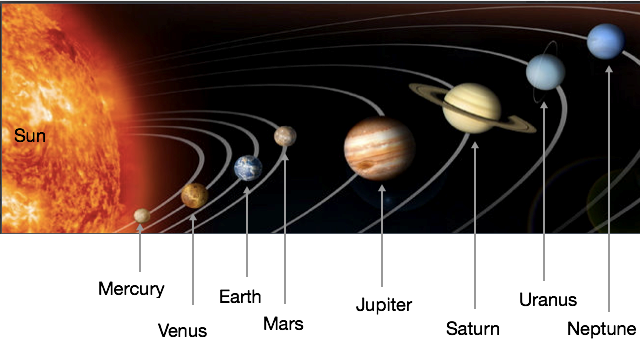 Sun
Mercury
Venus
Earth
Mars
Jupiter
Saturn
Uranus
Neptune